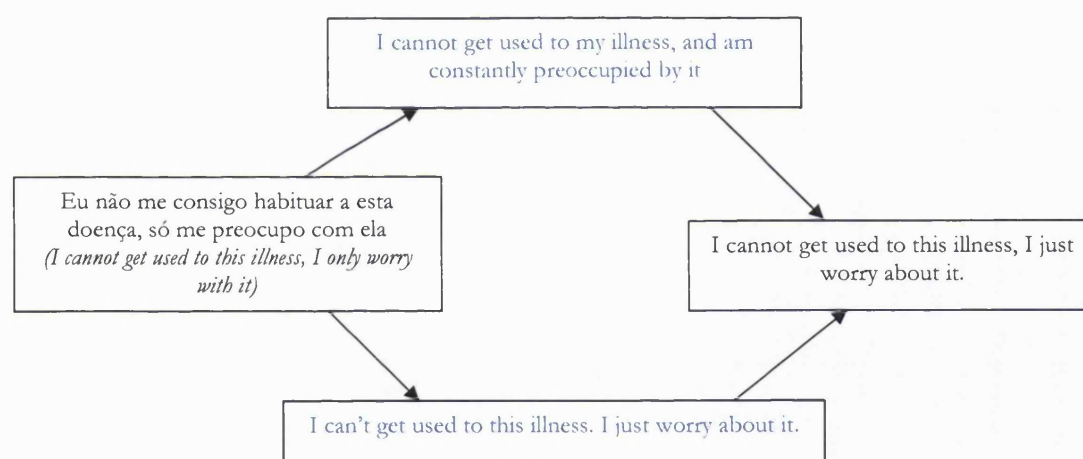 I cannot get used to my illness, and am
constantly preoccupied by it
Eu não me consigo habituar a esta
doença, só me preocupo com ela
(I cannot get used to this illness, I only worry
with it)
I cannot get used to this illness, I just
worry about it.
I can't get used to this illness. I just worry about it.